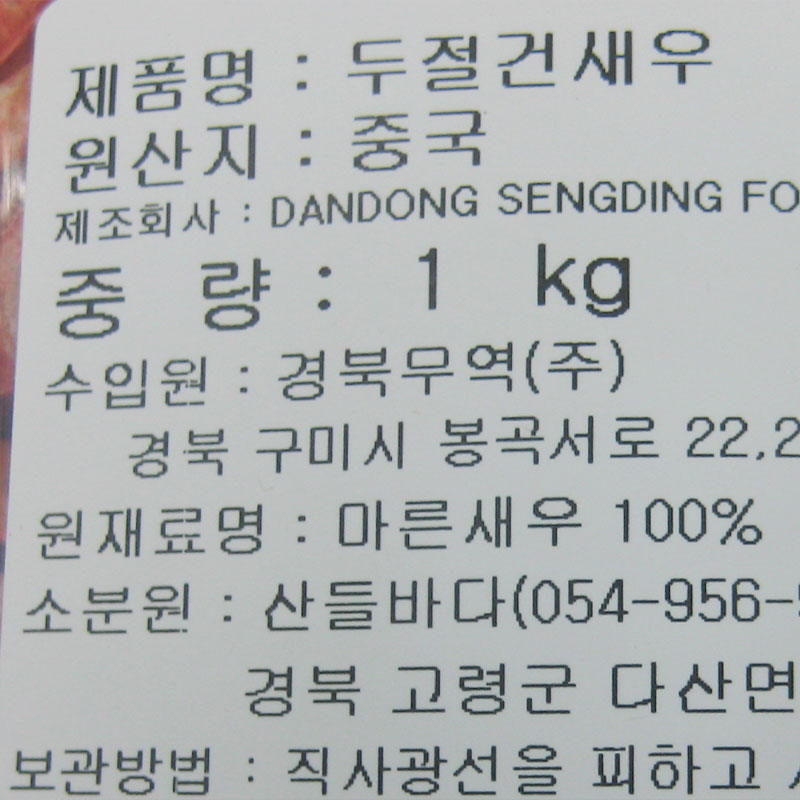 제품명 : 두절건새우
원산지 : 중국
제조회사 : DANDONG SENGDING FO
중 량 : 1 kg
수입원 : 경북무역(주)
경북 구미시 봉곡서로 22,2
원재료명 : 마른새우 100%
소분원 : 산들바다(054-956-
경북 고령군 다산면
보관방법 : 직사광선을 피하고